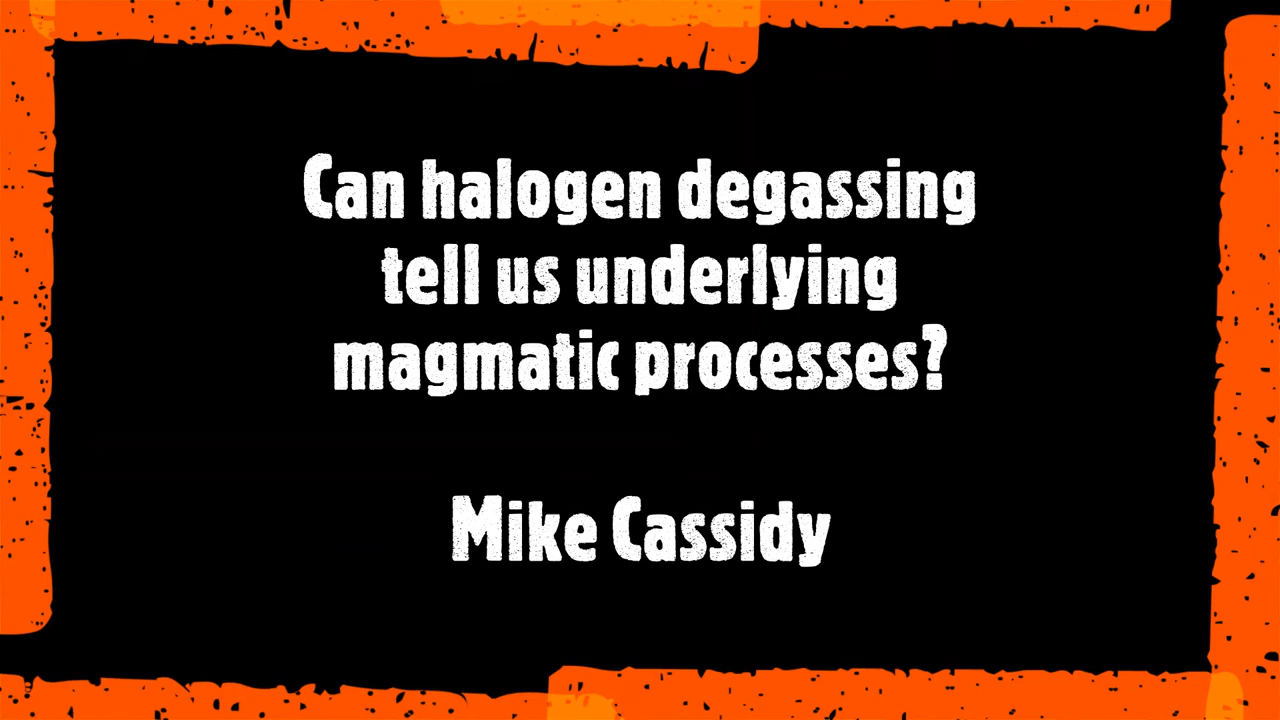 Can halogen degassing
tell us underlying
magmatic processes?
Mike Cassidy